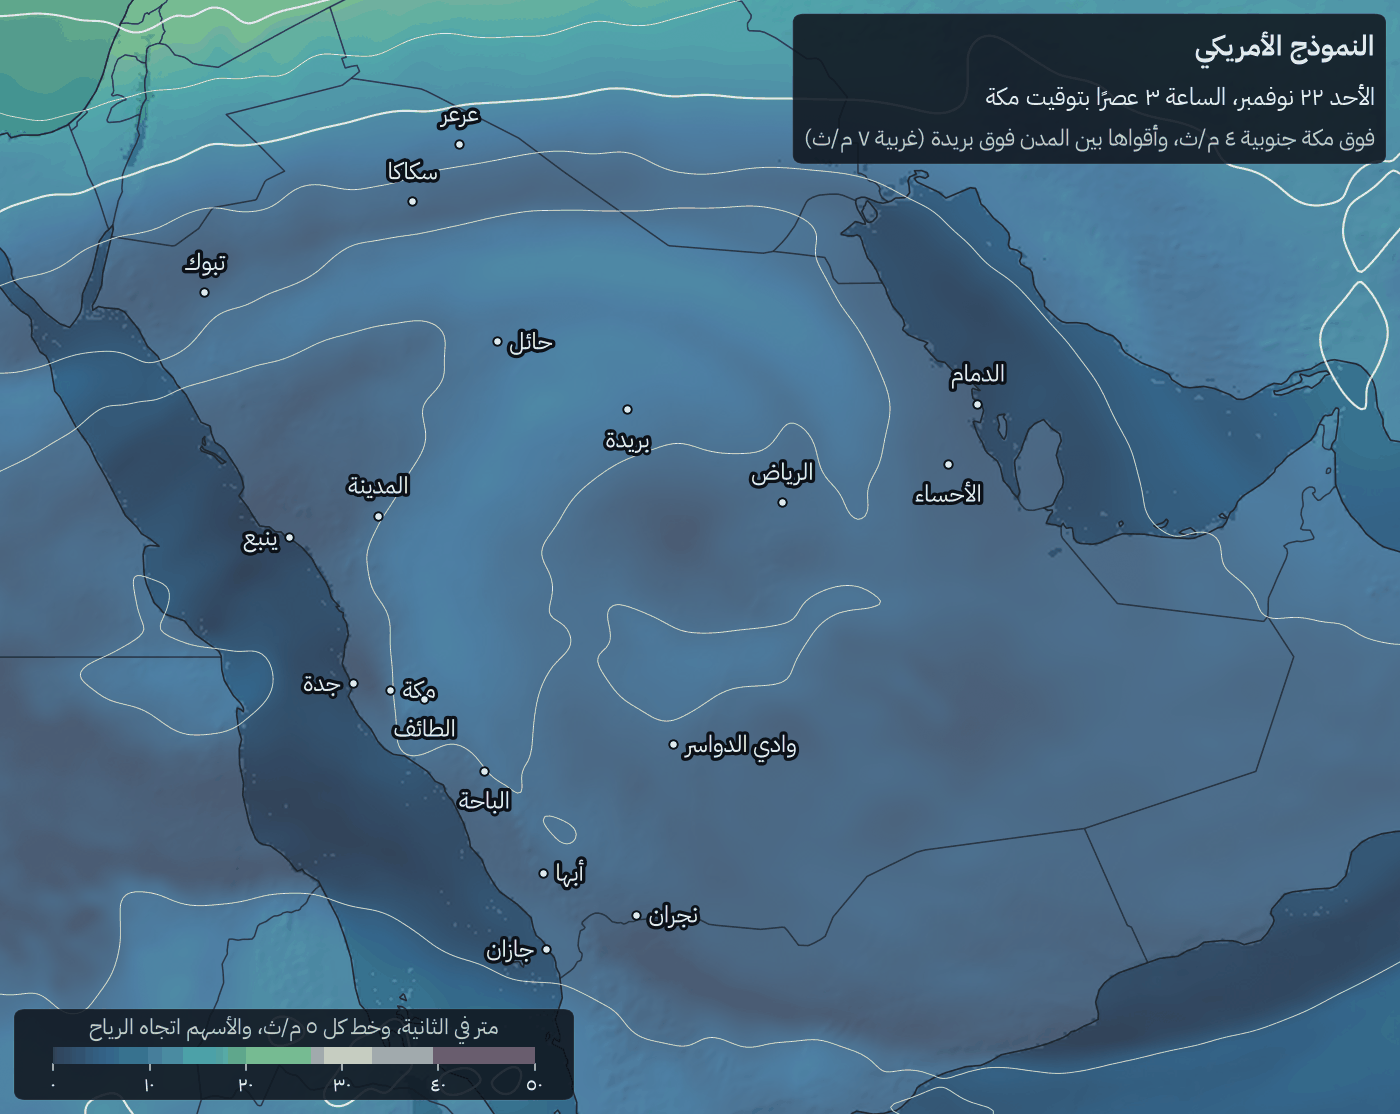 النموذج الأمريكي
الأحد ٢٢ نوفمبر، الساعة ٣ عصرًا بتوقيت مكة
فوق مكة جنوبية ٤ م/ث، وأقواها بين المدن فوق بريدة (غربية ٧ م/ث)
عرعر
سكاكا
تبوك
حائل
الدمام
بريدة
الرياض
المدينة
الأحساء
ينبع
جدة
مكة
الطائف
وادي الدواسر
الباحة
أبها
نجران
جازان
متر في الثانية، وخط كل ٥ م/ث، والأسهم اتجاه الرياح
٠ ١٠ ٢٠ ٣٠ ٤٠ ٥٠